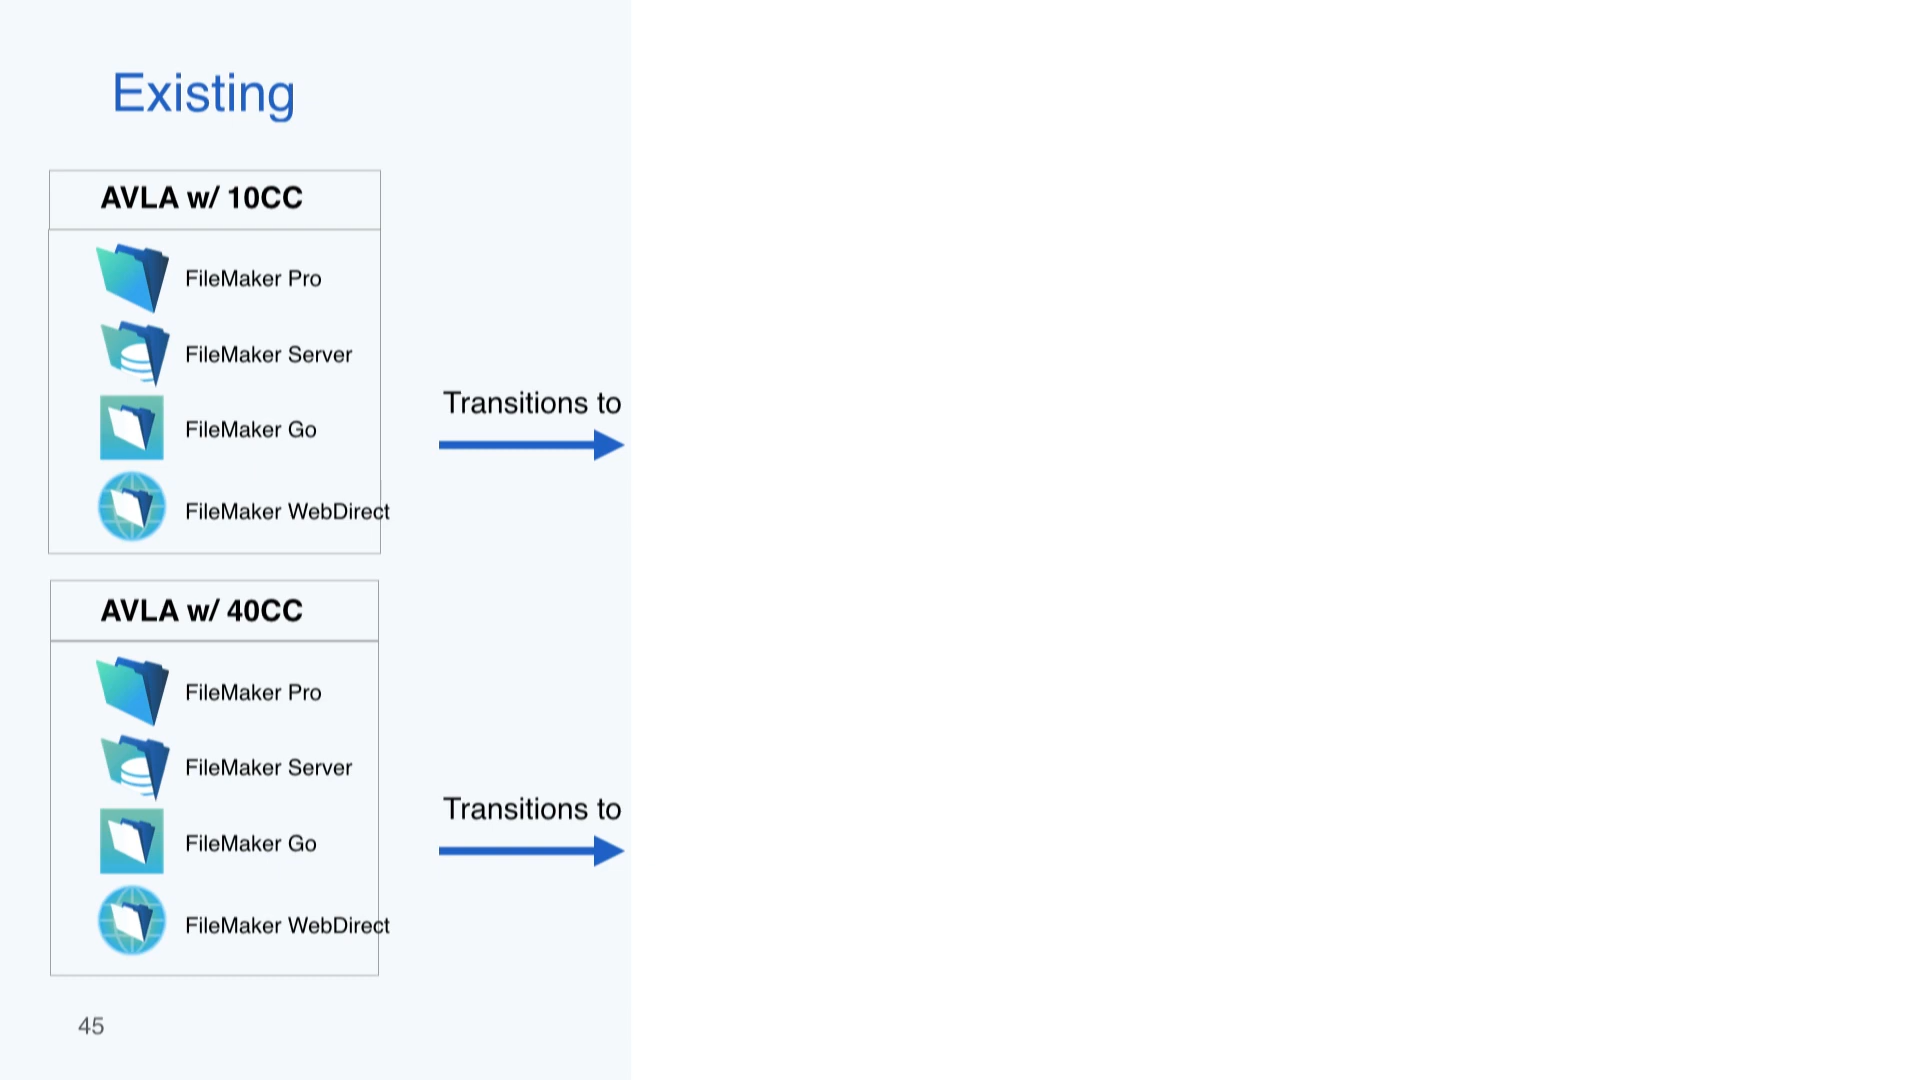 Existing
AVLA w/ 10CC
FileMaker Pro
FileMaker Server
FileMaker Go
FileMaker WebDirect
Transitions to
AVLA w/ 40CC
FileMaker Pro
FileMaker Server
FileMaker Go
FileMaker WebDirect
Transitions to
45